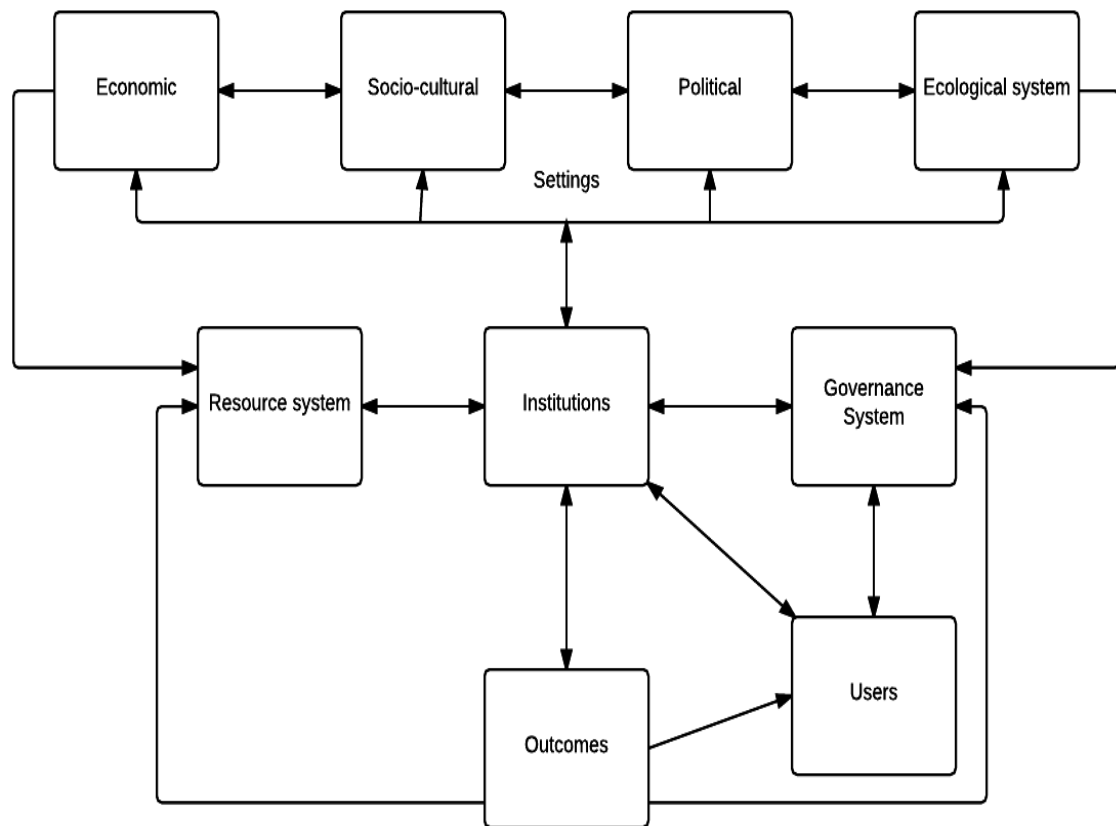 Economic
Socio-cultural
Political
Ecological system
Settings
Resource system
Institutions
Governance
System
Users
Outcomes